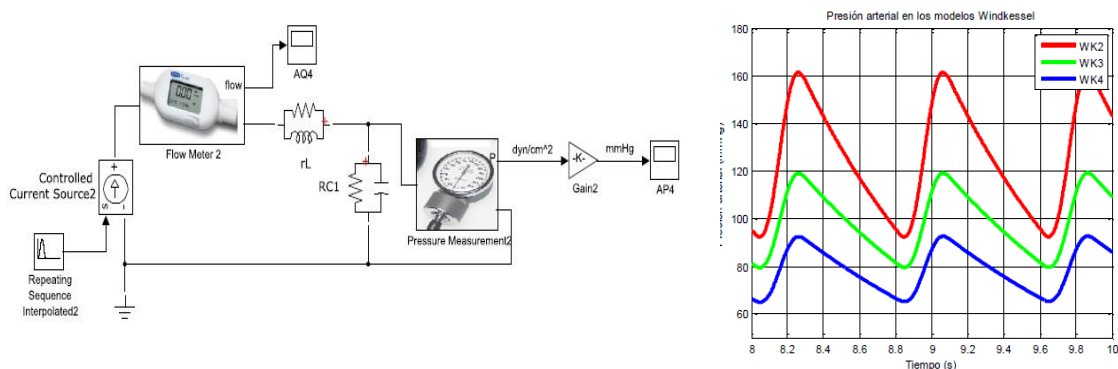 flow
AQ4
Flow Meter 2
rL
+
Controlled
Current Source2
+
-
s
RC1
P
dyn/cm^2
-K-
mmHg
Gain2
AP4
Pressure Measurement2
Repeating
Sequence
Interpolated2
Presión arterial en los modelos Windkessel
WK2
WK3
WK4
180
160
140
120
100
80
60
8
8.2
8.4
8.6
8.8
9
9.2
9.4
9.6
9.8
10
Tiempo (s)